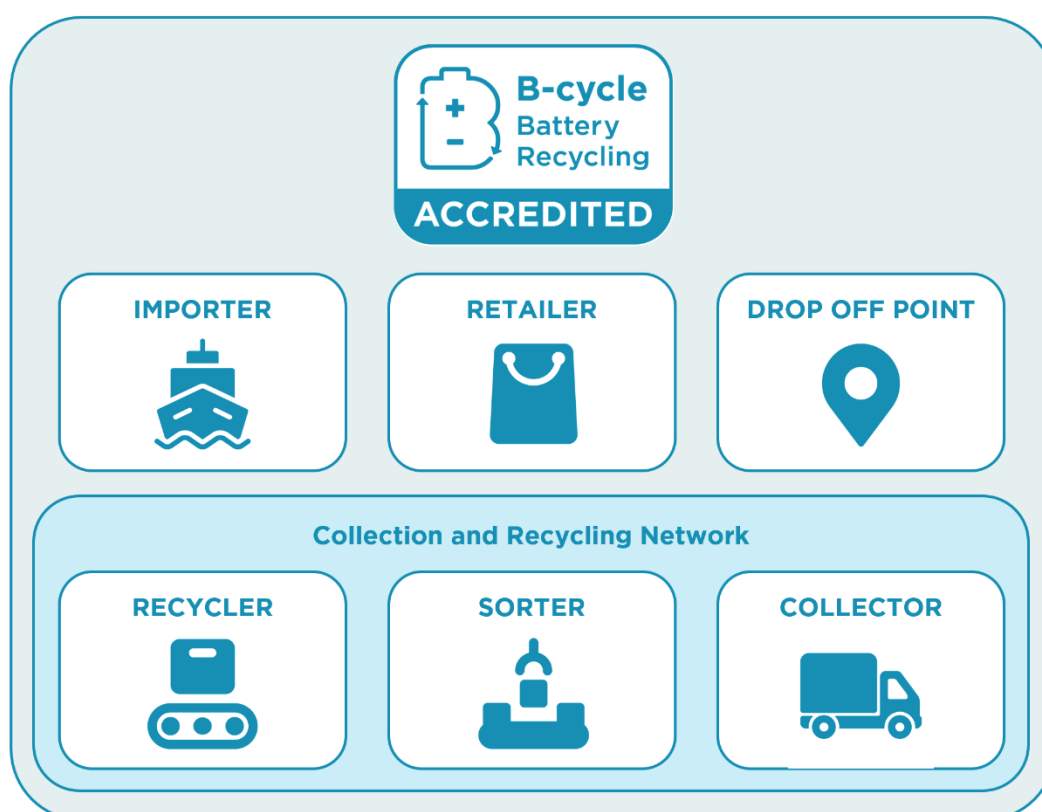 B-cycle
Battery
Recycling
ACCREDITED
IMPORTER
RETAILER
DROP OFF POINT
Collection and Recycling Network
RECYCLER
SORTER
COLLECTOR